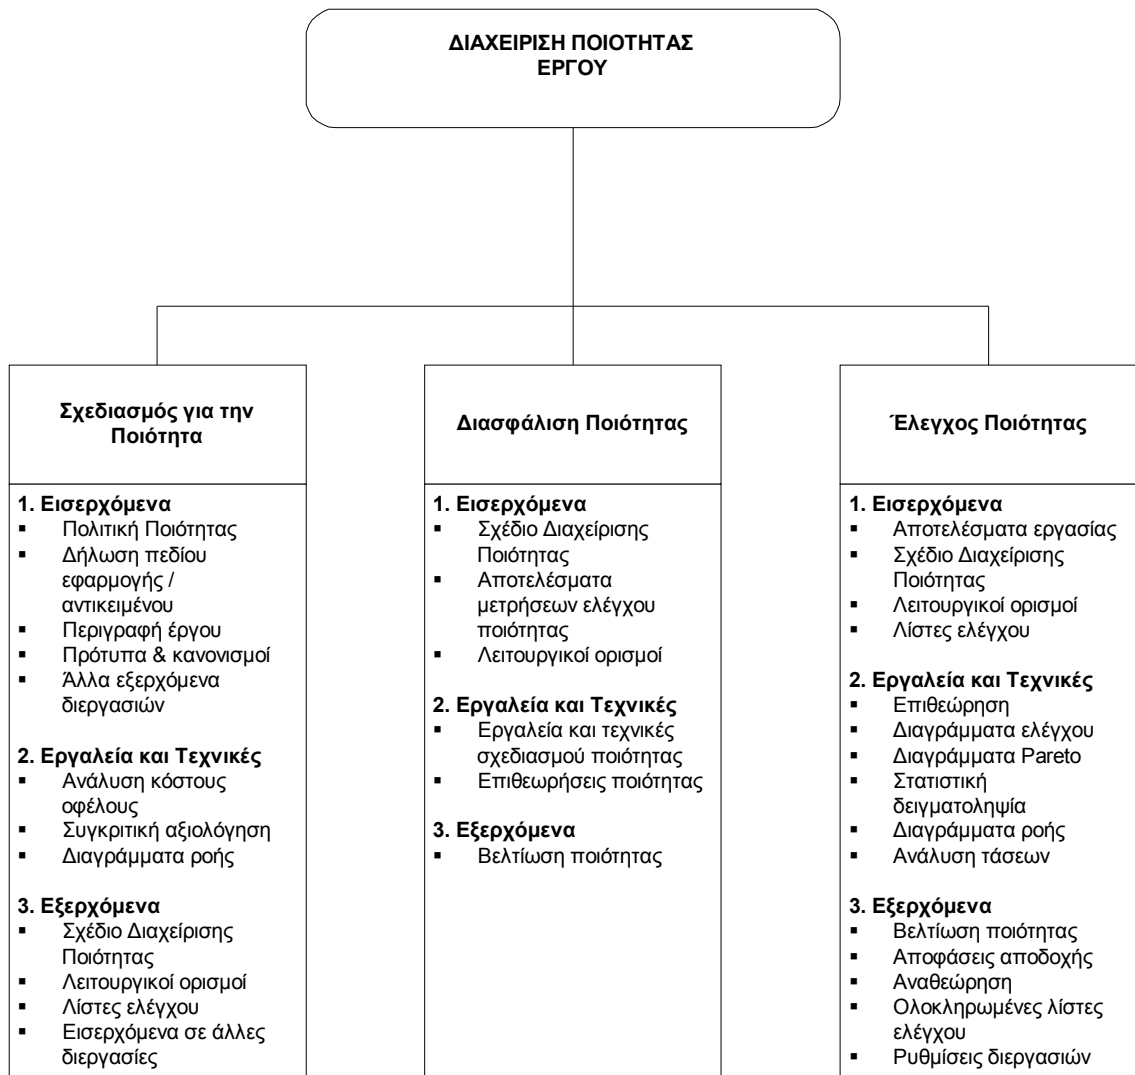 ΔΙΑΧΕΙΡΙΣΗ ΠΟΙΟΤΗΤΑΣ
ΕΡΓΟΥ
Σχεδιασμός για την
Ποιότητα
1. Εισερχόμενα
▪ Πολιτική Ποιότητας
▪ Δήλωση πεδίου
εφαρμογής /
αντικειμένου
▪ Περιγραφή έργου
▪ Πρότυπα & κανονισμοί
▪ Άλλα εξερχόμενα
διεργασιών
2. Εργαλεία και Τεχνικές
▪ Ανάλυση κόστους
οφέλους
▪ Συγκριτική αξιολόγηση
▪ Διαγράμματα ροής
3. Εξερχόμενα
▪ Σχέδιο Διαχείρισης
Ποιότητας
▪ Λειτουργικοί ορισμοί
▪ Λίστες ελέγχου
▪ Εισερχόμενα σε άλλες
διεργασίες
Διασφάλιση Ποιότητας
1. Εισερχόμενα
▪ Σχέδιο Διαχείρισης
Ποιότητας
▪ Αποτελέσματα
μετρήσεων ελέγχου
ποιότητας
▪ Λειτουργικοί ορισμοί
2. Εργαλεία και Τεχνικές
▪ Εργαλεία και τεχνικές
σχεδιασμού ποιότητας
▪ Επιθεωρήσεις ποιότητας
3. Εξερχόμενα
▪ Βελτίωση ποιότητας
Έλεγχος Ποιότητας
1. Εισερχόμενα
▪ Αποτελέσματα εργασίας
▪ Σχέδιο Διαχείρισης
Ποιότητας
▪ Λειτουργικοί ορισμοί
▪ Λίστες ελέγχου
2. Εργαλεία και Τεχνικές
▪ Επιθεώρηση
▪ Διαγράμματα ελέγχου
▪ Διαγράμματα Pareto
▪ Στατιστική
δειγματοληψία
▪ Διαγράμματα ροής
▪ Ανάλυση τάσεων
3. Εξερχόμενα
▪ Βελτίωση ποιότητας
▪ Αποφάσεις αποδοχής
▪ Αναθεώρηση
▪ Ολοκληρωμένες λίστες
ελέγχου
▪ Ρυθμίσεις διεργασιών